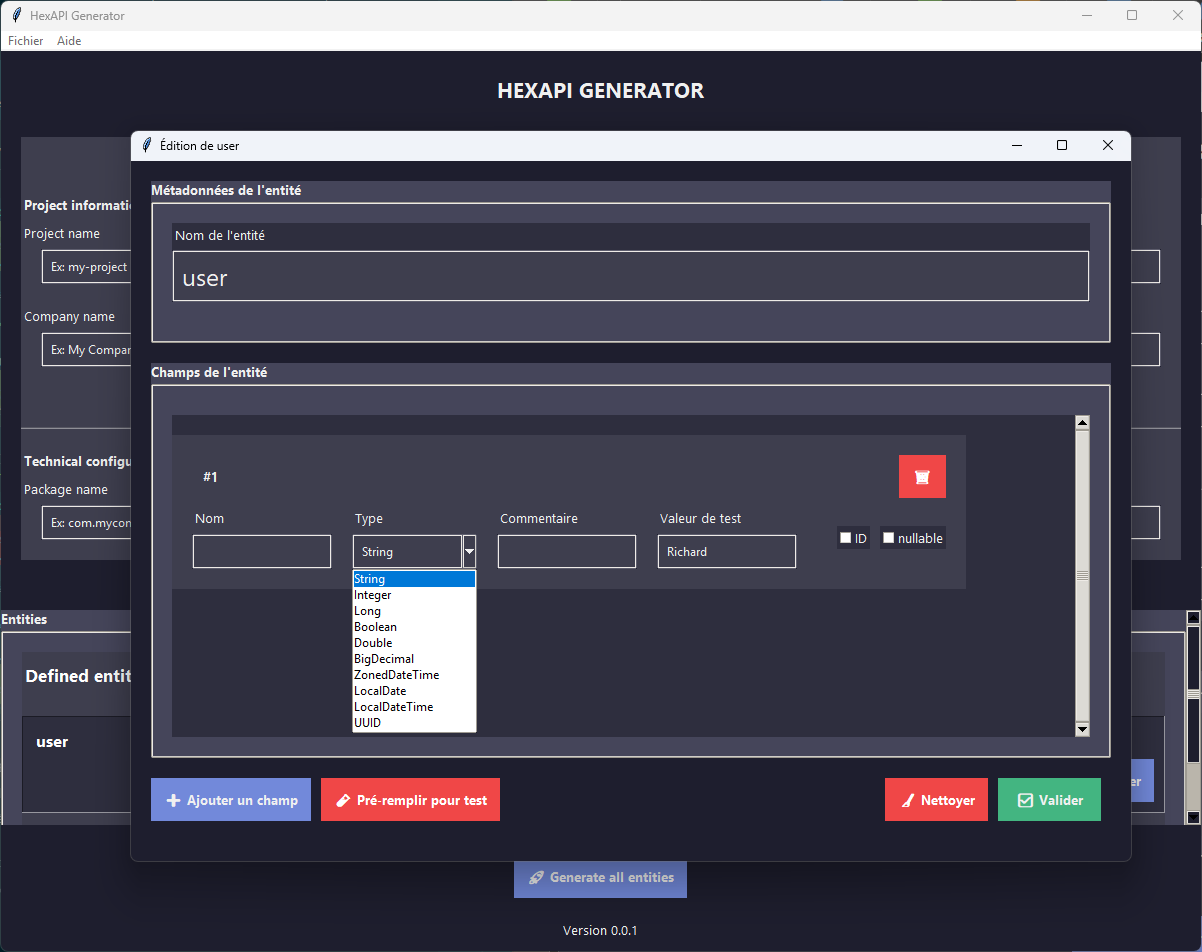 HexAPI Generator
Fichier Aide
HEXAPI GENERATOR
Édition de user
Métadonnées de l'entité
Nom de l'entité
user
Project informati
Project name
Ex: my-project
Company name
Ex: My Compan
Champs de l'entité
#1
Nom Type Commentaire Valeur de test
String Richard ID nullable
String
Integer
Long
Boolean
Double
BigDecimal
ZonedDateTime
LocalDate
LocalDateTime
UUID
Technical configu
Package name
Ex: com.mycon
Entities
Defined entit
user
er
Ajouter un champ Pré-remplir pour test Nettoyer Valider
Generate all entities
Version 0.0.1